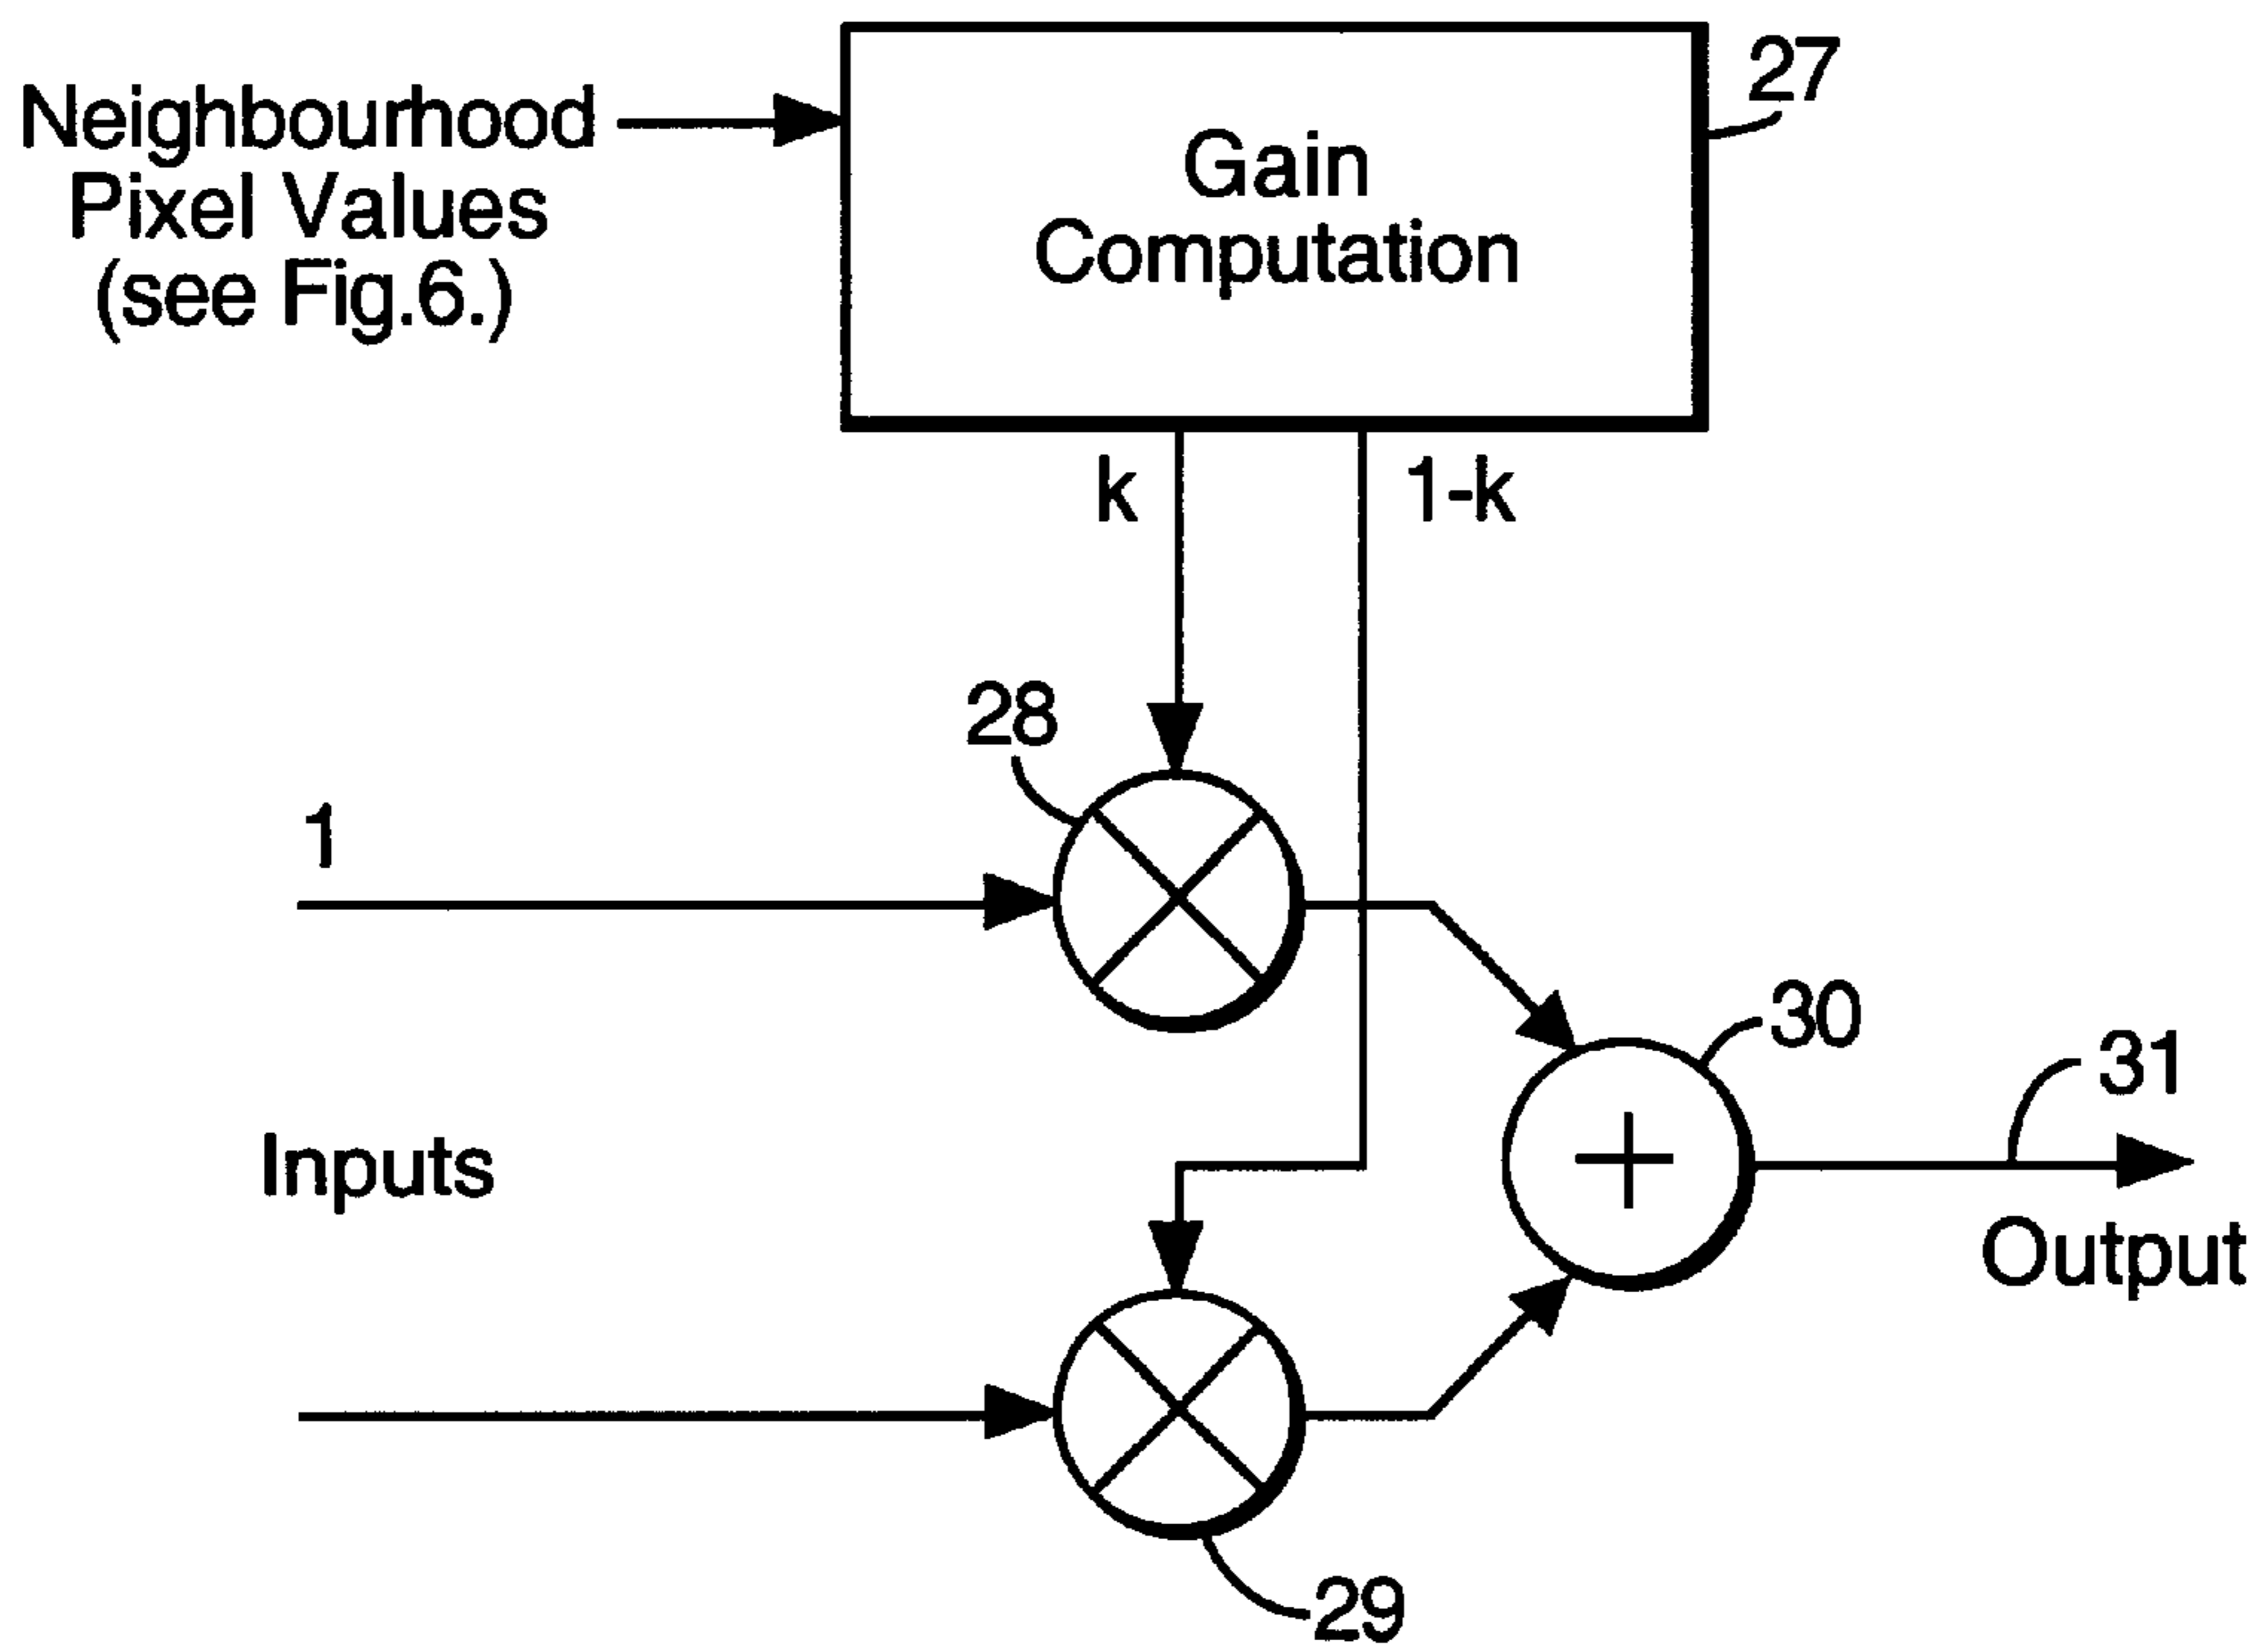 27
Neighbourhood
Pixel Values
(see Fig.6.)
Gain
Computation
k
1-k
28
1
30
31
Inputs
Output
29